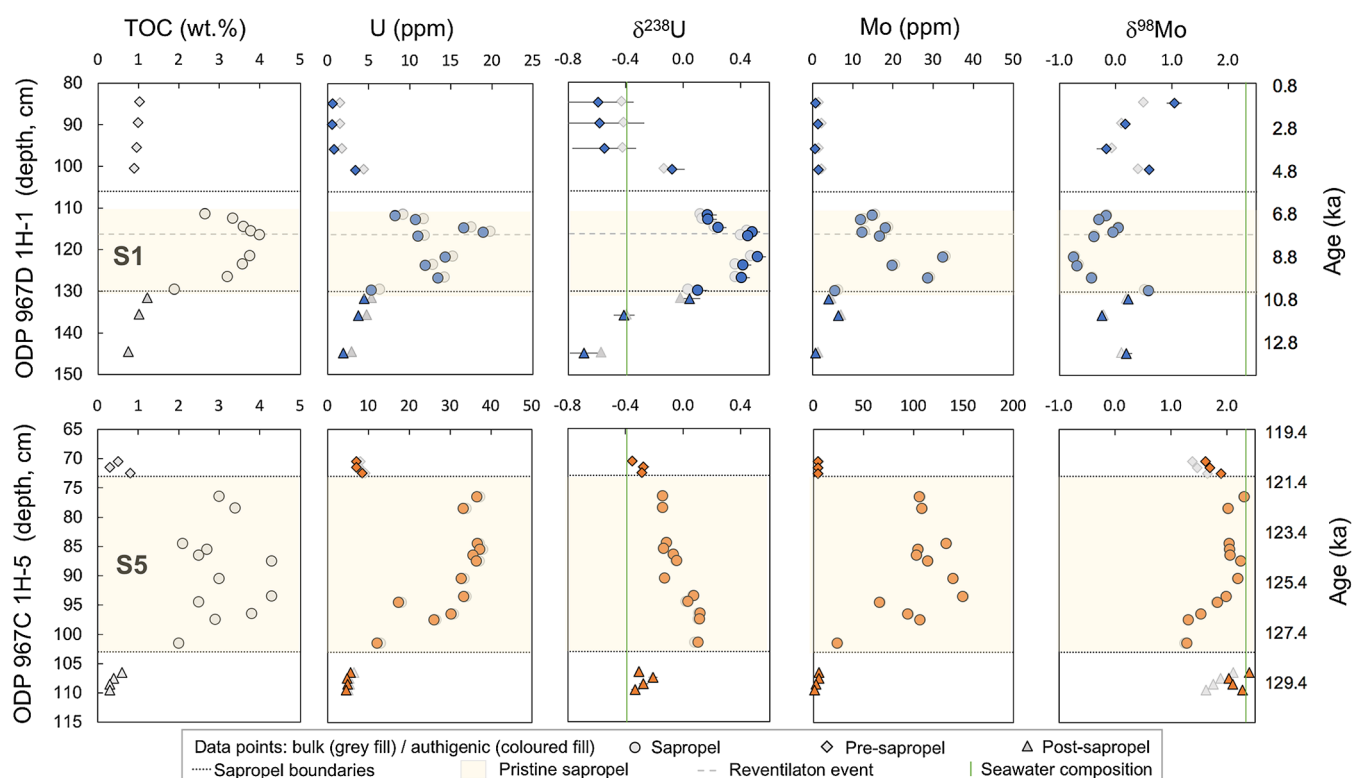 TOC (wt.%) U (ppm) δ238U Mo (ppm) δ98Mo
0 1 2 3 4 5 0 5 10 15 20 25 -0.8 -0.4 0.0 0.4 0 10 20 30 40 50 -1.0 0.0 1.0 2.0
ODP 967D 1H-1 (depth, cm)
80
90
100
110
120
130
140
150
S1
0.8
2.8
4.8
6.8
8.8
10.8
12.8
Age (ka)
0 1 2 3 4 5 0 10 20 30 40 50 -0.8 -0.4 0.0 0.4 0 50 100 150 200 -1.0 0.0 1.0 2.0
ODP 967C 1H-5 (depth, cm)
65
70
75
80
85
90
95
100
105
110
115
S5
119.4
121.4
123.4
125.4
127.4
129.4
Age (ka)
Data points: bulk (grey fill) / authigenic (coloured fill) Sapropel Pre-sapropel Post-sapropel
Sapropel boundaries Pristine sapropel Reventilaton event Seawater composition